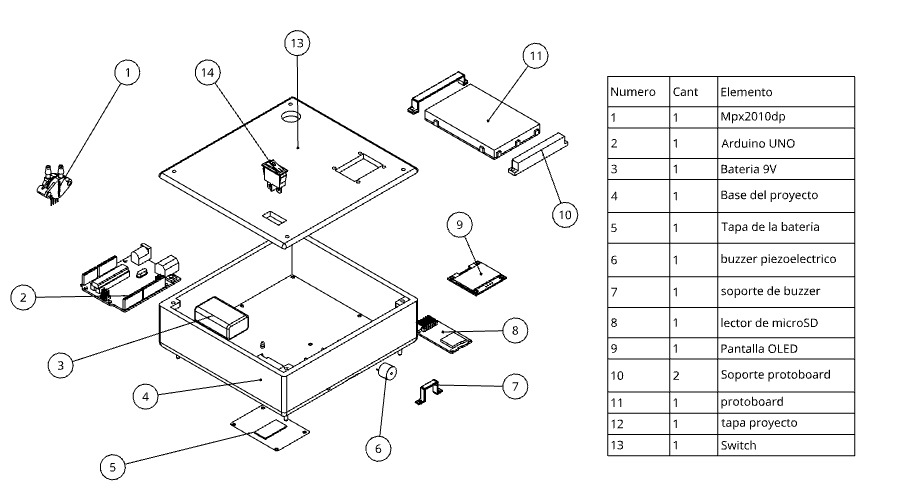 13
11
1
14
10
9
2
8
3
7
4
6
5
Numero Cant Elemento
1 1 Mpx2010dp
2 1 Arduino UNO
3 1 Bateria 9V
4 1 Base del proyecto
5 1 Tapa de la bateria
6 1 buzzer piezoelectrico
7 1 soporte de buzzer
8 1 lector de microSD
9 1 Pantalla OLED
10 2 Soporte protoboard
11 1 protoboard
12 1 tapa proyecto
13 1 Switch